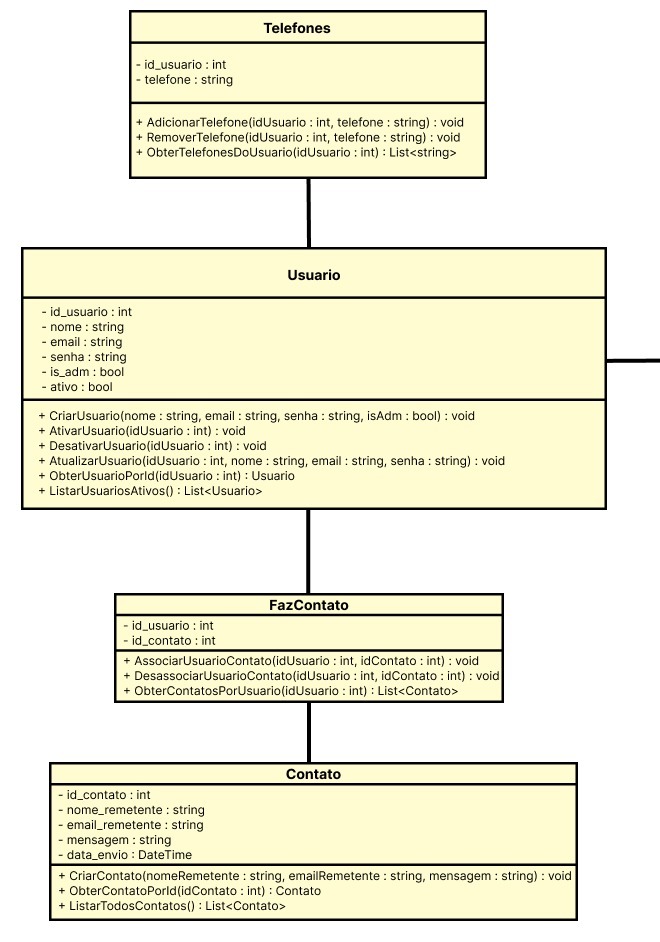 Telefones
- id_usuario : int
- telefone : string
+ AdicionarTelefone(idUsuario : int, telefone : string) : void
+ RemoverTelefone(idUsuario : int, telefone : string) : void
+ ObterTelefonesDoUsuario(idUsuario : int) : List<string>
Usuario
- id_usuario : int
- nome : string
- email : string
- senha : string
- is_adm : bool
- ativo : bool
+ CriarUsuario(nome : string, email : string, senha : string, isAdm : bool) : void
+ AtivarUsuario(idUsuario : int) : void
+ DesativarUsuario(idUsuario : int) : void
+ AtualizarUsuario(idUsuario : int, nome : string, email : string, senha : string) : void
+ ObterUsuarioPorId(idUsuario : int) : Usuario
+ ListarUsuariosAtivos() : List<Usuario>
FazContato
- id_usuario : int
- id_contato : int
+ AssociarUsuarioContato(idUsuario : int, idContato : int) : void
+ DesassociarUsuarioContato(idUsuario : int, idContato : int) : void
+ ObterContatosPorUsuario(idUsuario : int) : List<Contato>
Contato
- id_contato : int
- nome_remetente : string
- email_remetente : string
- mensagem : string
- data_envio : DateTime
+ CriarContato(nomeRemetente : string, emailRemetente : string, mensagem : string) : void
+ ObterContatoPorId(idContato : int) : Contato
+ ListarTodosContatos() : List<Contato>